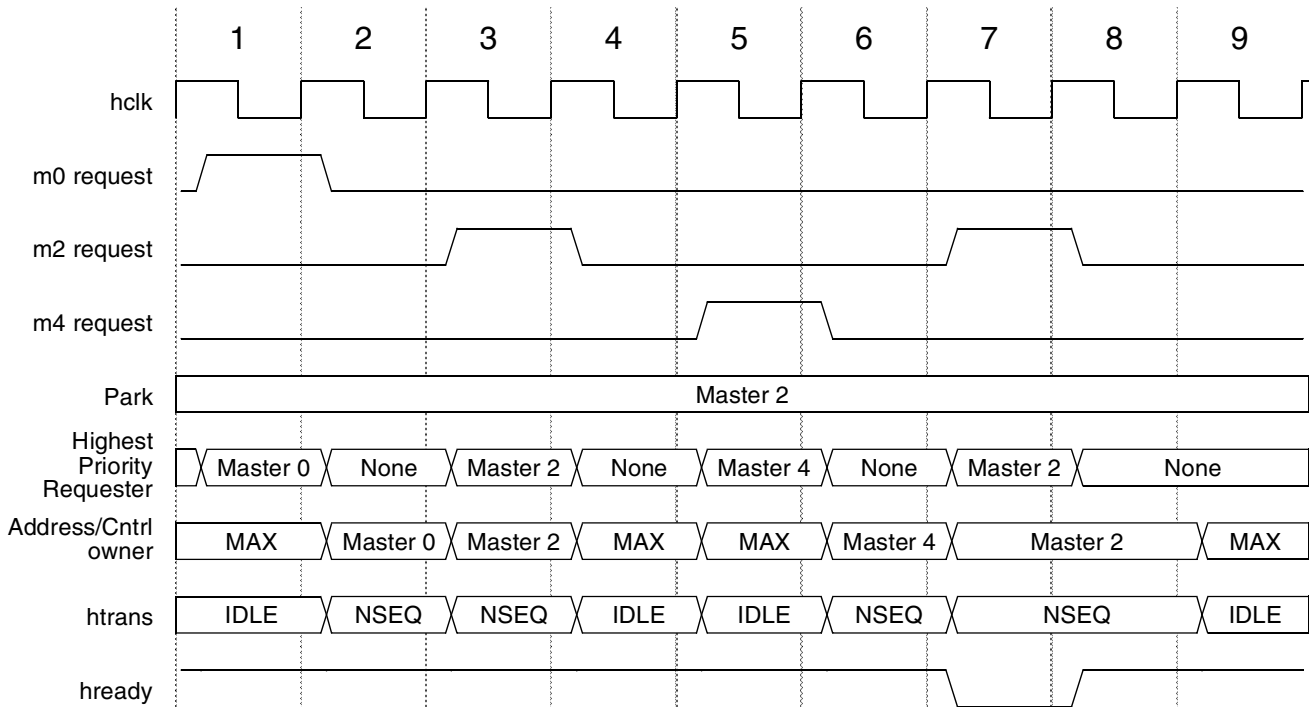 1 2 3 4 5 6 7 8 9
hclk
m0 request
m2 request
m4 request
Park Master 2
Highest
Priority
Requester
Master 0 None Master 2 None Master 4 None Master 2 None
Address/Cntrl
owner
MAX Master 0 Master 2 MAX MAX Master 4 Master 2 MAX
htrans IDLE NSEQ NSEQ IDLE IDLE NSEQ NSEQ IDLE
hready